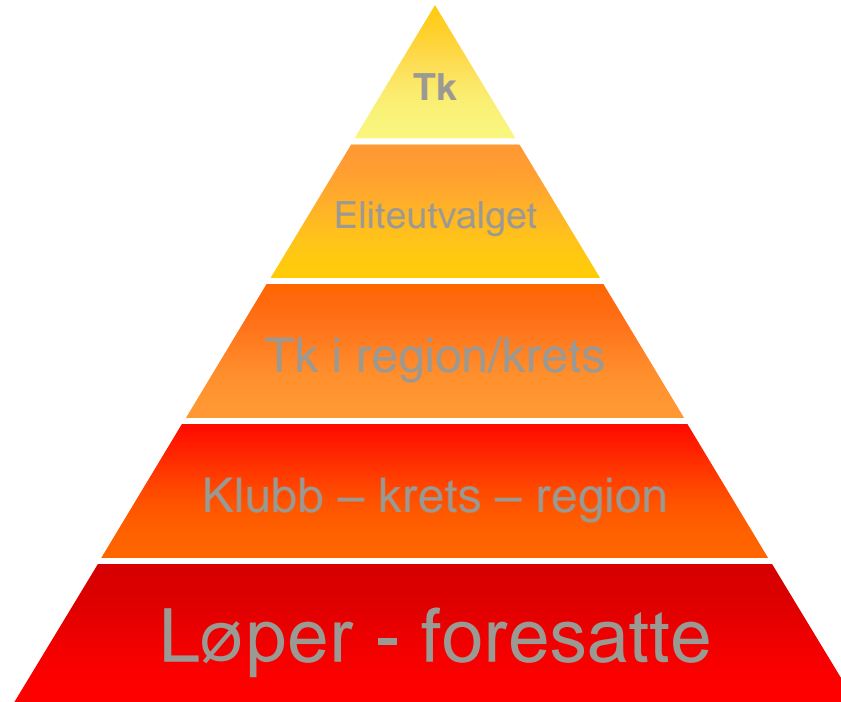 Tk
Eliteutvalget
Tk i region/krets
Klubb – krets – region
Løper - foresatte